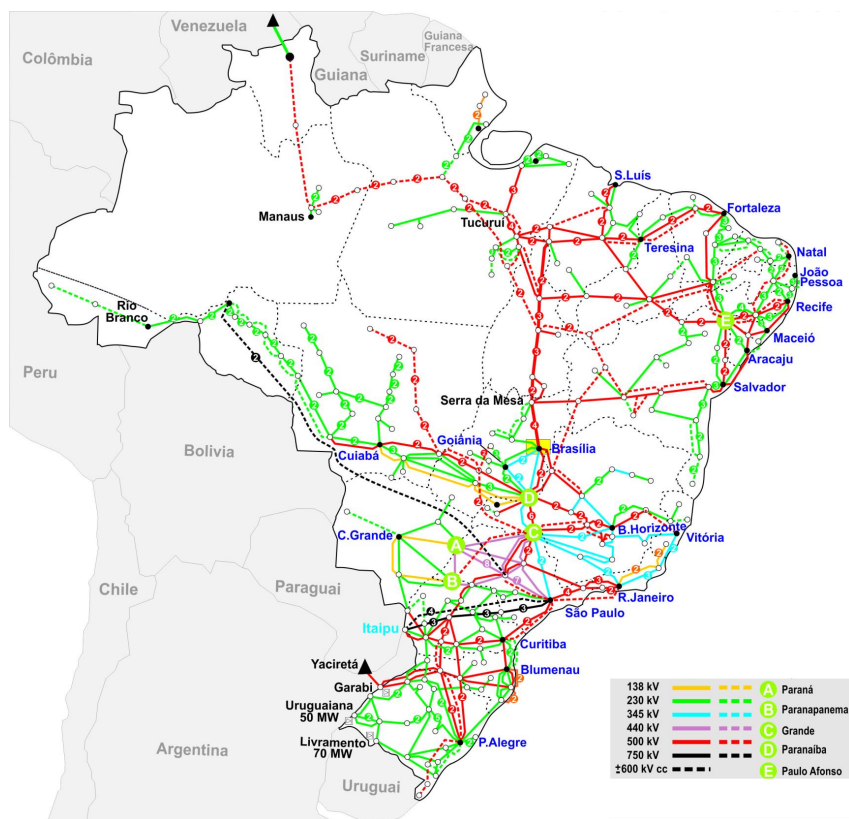 Venezuela
Guiana
Francesa
Colômbia
Suriname
Guiana
Manaus
Tucuruí
S.Luís
Fortaleza
Teresina
Natal
João
Pessoa
Recife
Maceió
Aracaju
Salvador
Rio
Branco
Peru
Serra da Mesa
Bolivia
Cuiabá
Goiânia
Brasília
C.Grande
B.Horizonte
Vitória
Chile
Paraguai
R.Janeiro
São Paulo
Itaipu
Curitiba
Yaciretá
Garabi
Blumenau
Uruguaiana
50 MW
Livramento
70 MW
P.Alegre
Argentina
Uruguai
A
B
C
D
E
138 kV A Paraná
230 kV B Paranapanema
345 kV C Grande
440 kV
500 kV D Paranaíba
750 kV
±600 kV cc E Paulo Afonso